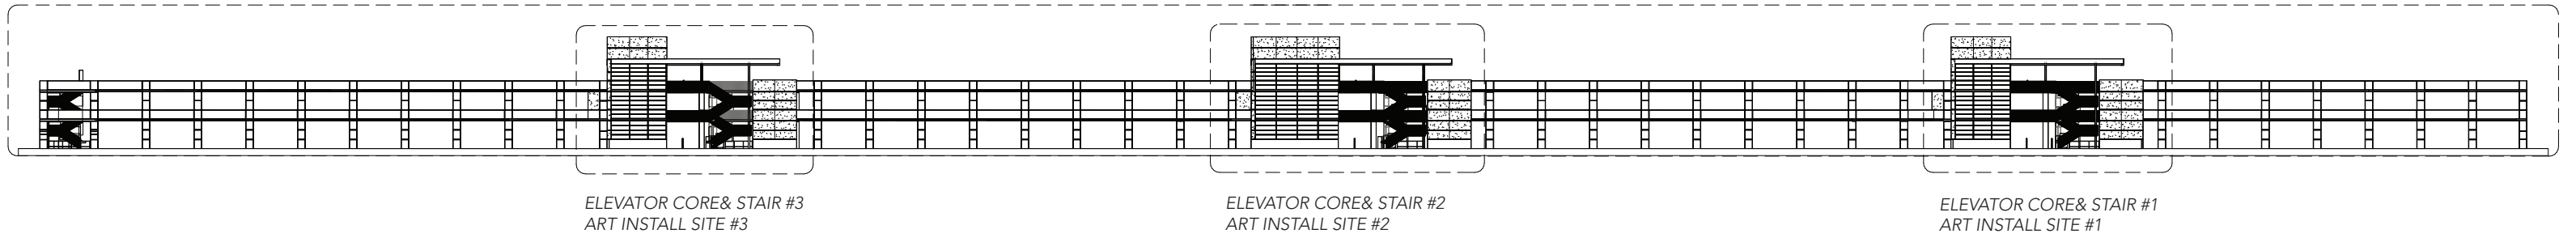 ELEVATOR CORE& STAIR #3
ART INSTALL SITE #3
ELEVATOR CORE& STAIR #2
ART INSTALL SITE #2
ELEVATOR CORE& STAIR #1
ART INSTALL SITE #1